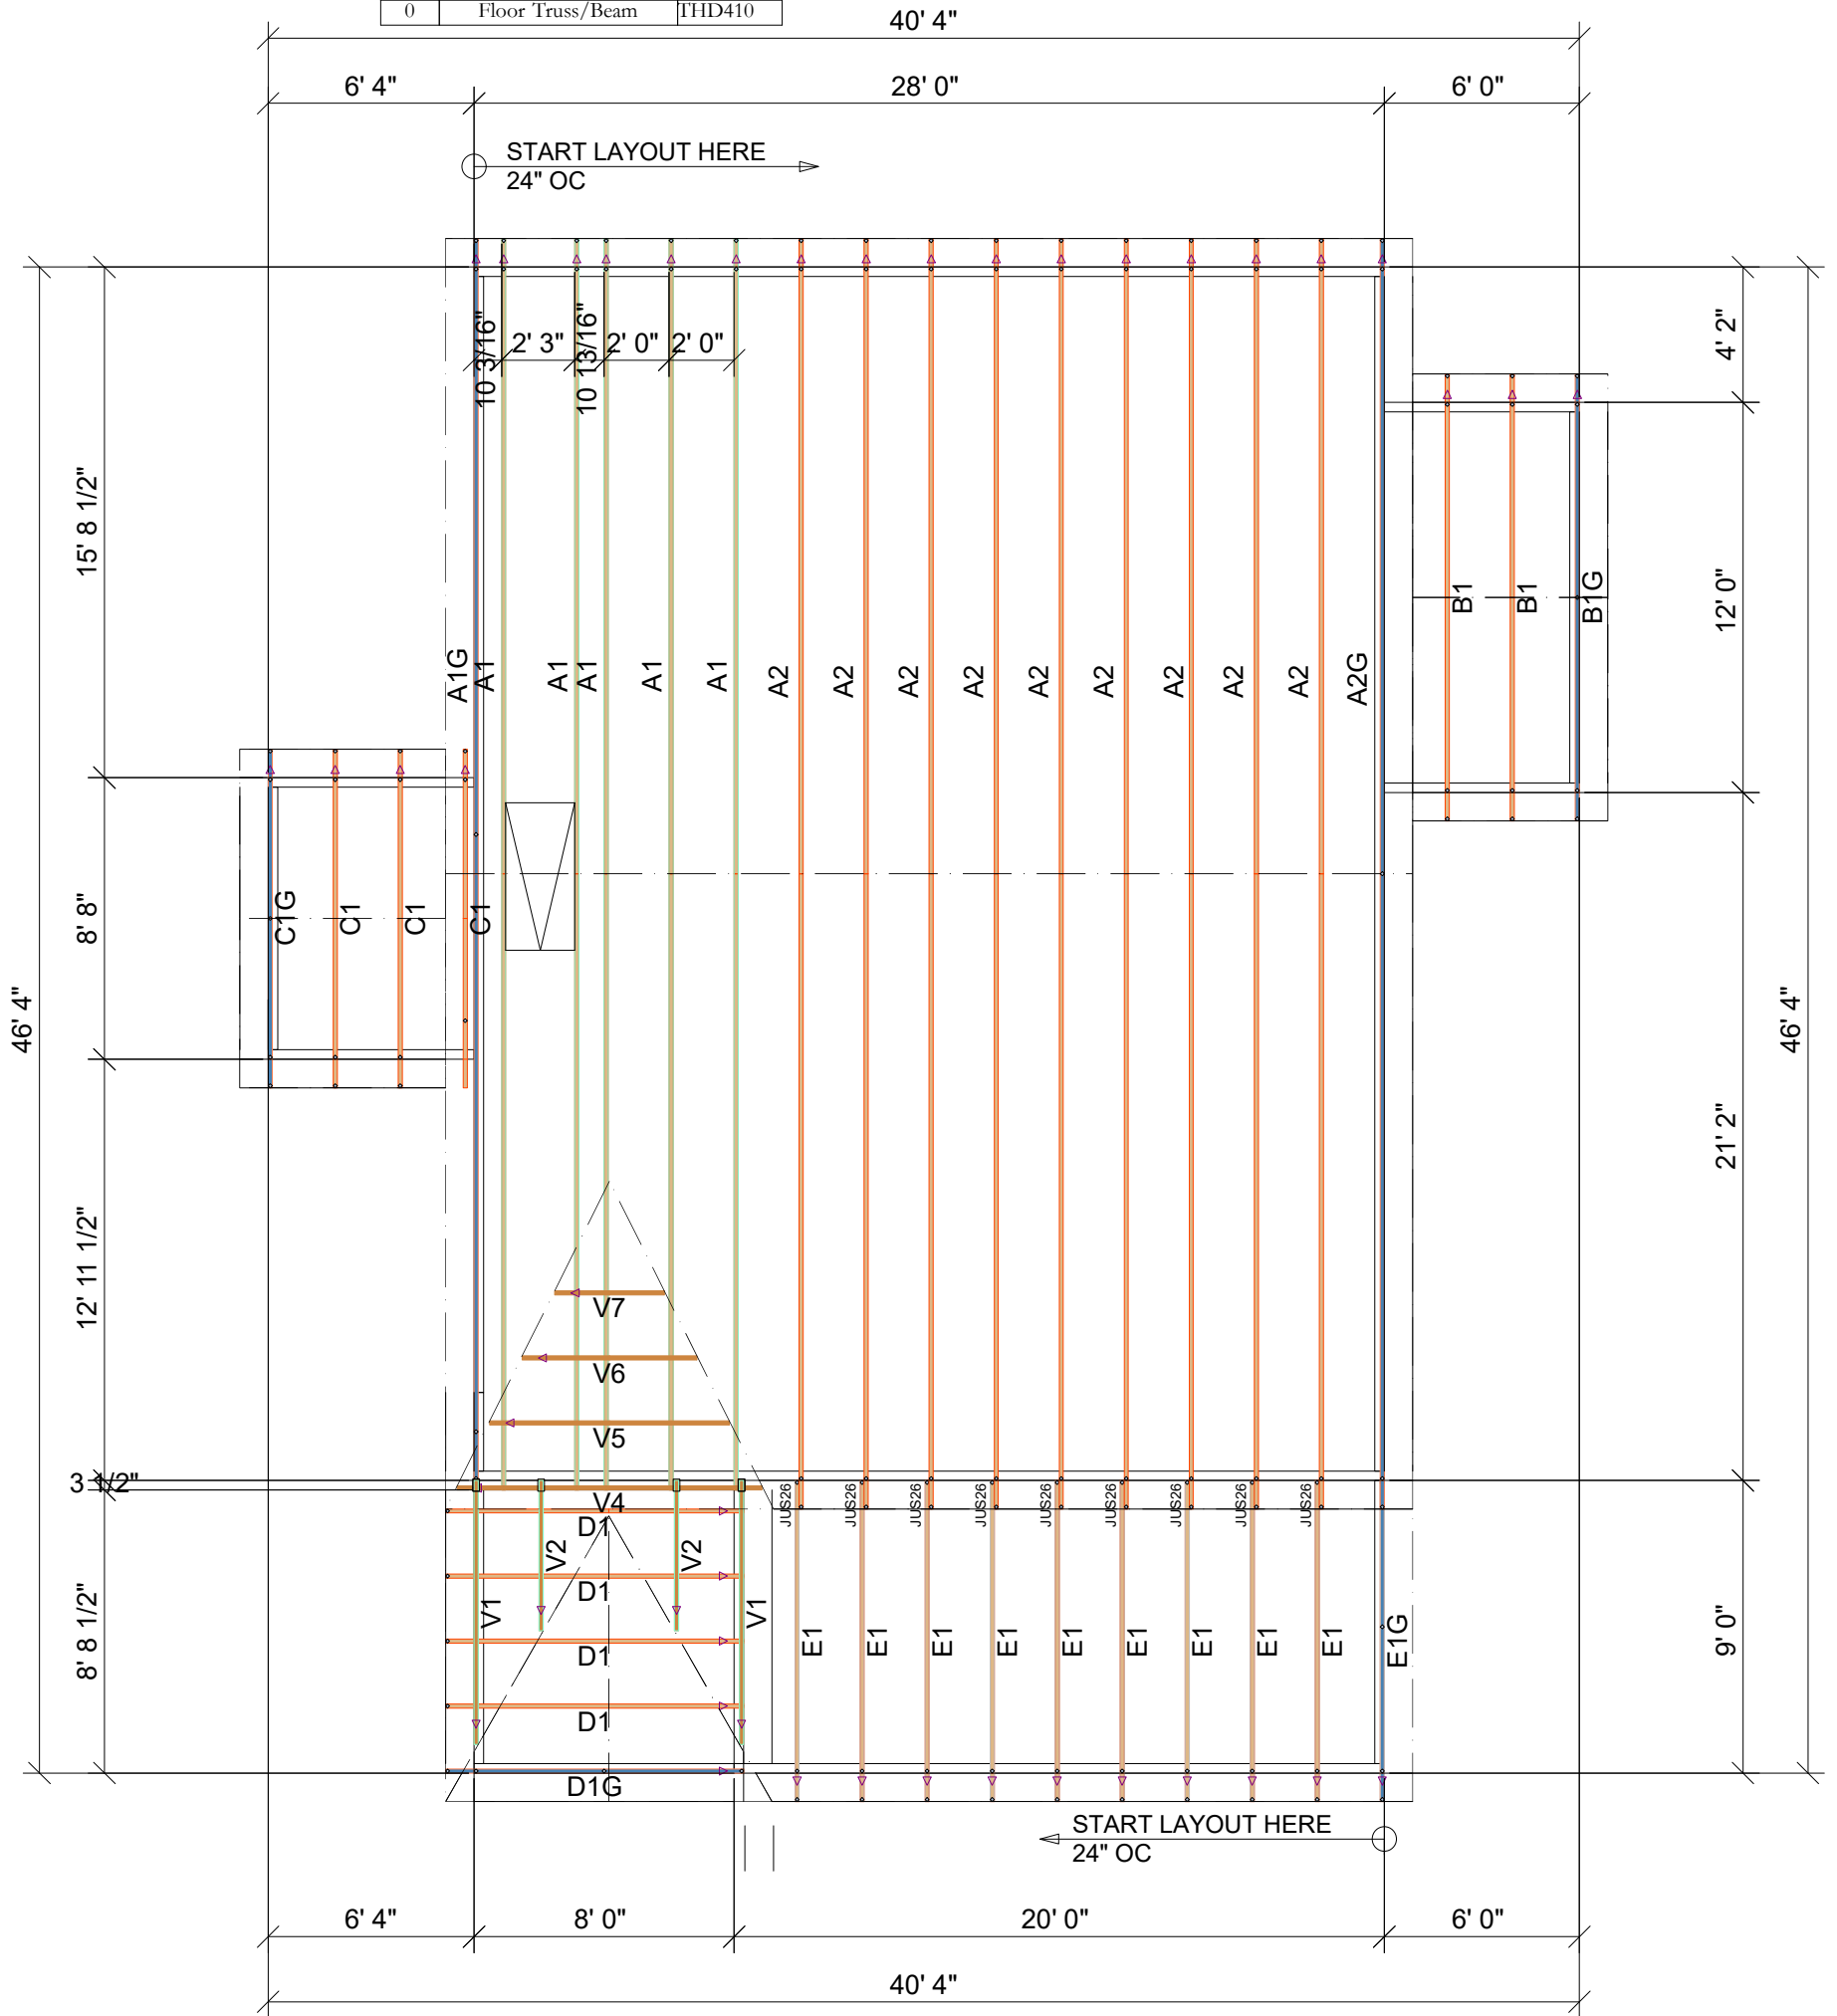 0 Floor Truss/Beam THD410
40' 4"
6' 4" 28' 0" 6' 0"
START LAYOUT HERE
24" OC
10 3/16" 2' 3" 10 13/16" 2' 0" 2' 0"
4' 2"
15' 8 1/2"
12' 0"
B1 B1 B1G
A1G A1 A1 A1 A1 A1 A2 A2 A2 A2 A2 A2 A2 A2 A2 A2G
8' 8"
C1G C1 C1 C1
46' 4"
46' 4"
21' 2"
12' 11 1/2"
V7
V6
V5
3 1/2"
V4
JUS26 JUS26 JUS26 JUS26 JUS26 JUS26 JUS26 JUS26 JUS26
D1
V2 V2
D1
V1 V1
8' 8 1/2"
9' 0"
D1
E1 E1 E1 E1 E1 E1 E1 E1 E1 E1G
D1
D1G
START LAYOUT HERE
24" OC
6' 4" 8' 0" 20' 0" 6' 0"
40' 4"